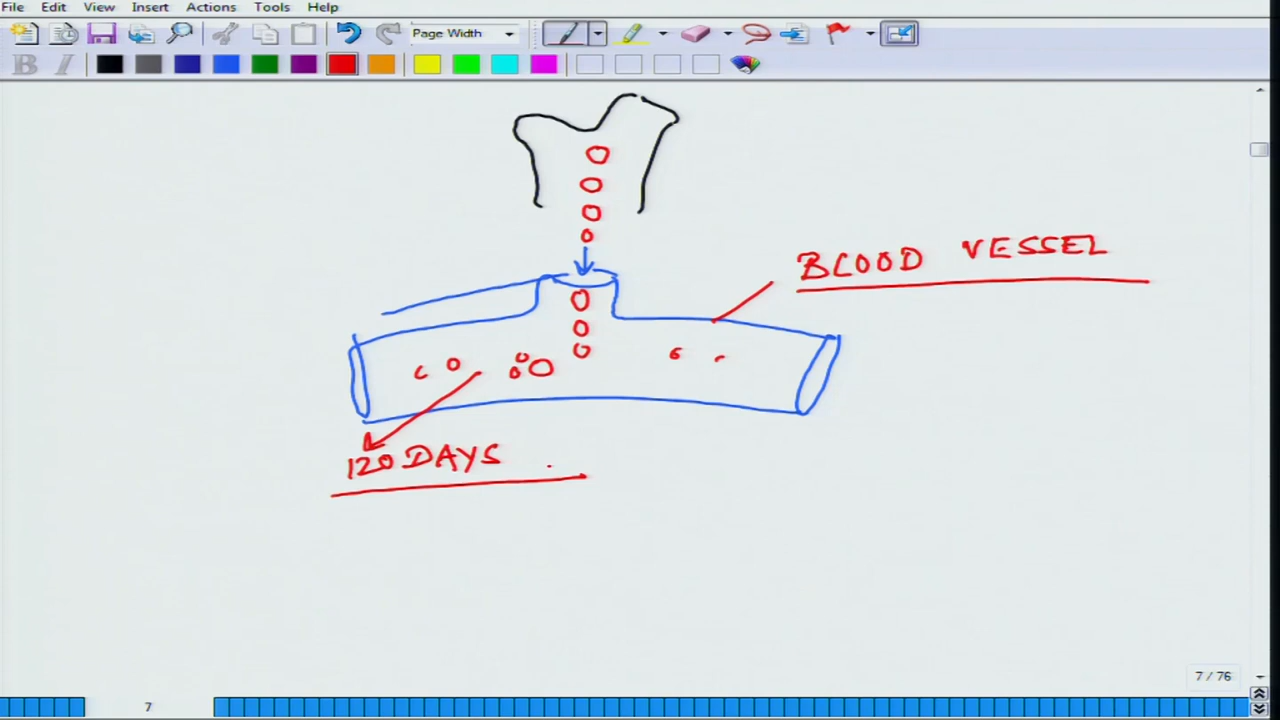 File Edit View Insert Actions Tools Help
Page Width
B I
BLOOD VESSEL
120 DAYS
7 / 76
7